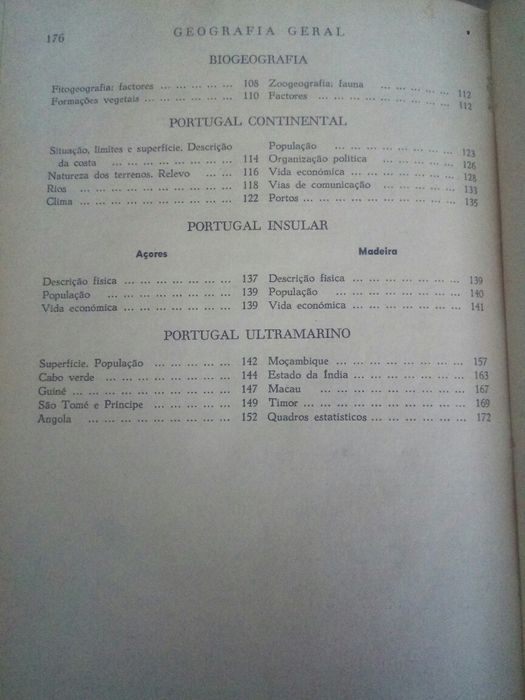 176
GEOGRAFIA GERAL
BIOGEOGRAFIA
Fitogeografia: factores ... ... ... ... ... ... 108
Formações vegetais ... ... ... ... ... ... ... 110
Zoogeografia: fauna ... ... ... ... ... 112
Factores ... ... ... ... ... ... ... ... ... 112
PORTUGAL CONTINENTAL
Situação, limites e superfície. Descrição
da costa ... ... ... ... ... ... ... ... 114
Natureza dos terrenos. Relevo ... ... 116
Rios ... ... ... ... ... ... ... ... ... ... 118
Clima ... ... ... ... ... ... ... ... ... ... 122
População ... ... ... ... ... ... ... ... 123
Organização política ... ... ... ... ... ... 126
Vida económica ... ... ... ... ... ... ... 128
Vias de comunicação ... ... ... ... ... ... 133
Portos ... ... ... ... ... ... ... ... ... ... 135
PORTUGAL INSULAR
Açores
Descrição física ... ... ... ... ... ... ... 137
População ... ... ... ... ... ... ... ... 139
Vida económica ... ... ... ... ... ... ... 139
Madeira
Descrição física ... ... ... ... ... ... ... 139
População ... ... ... ... ... ... ... ... 140
Vida económica ... ... ... ... ... ... ... 141
PORTUGAL ULTRAMARINO
Superfície. População ... ... ... ... ... 142
Cabo verde ... ... ... ... ... ... ... ... 144
Guiné ... ... ... ... ... ... ... ... ... ... 147
São Tomé e Príncipe ... ... ... ... ... 149
Angola ... ... ... ... ... ... ... ... ... 152
Moçambique ... ... ... ... ... ... ... ... 157
Estado da Índia ... ... ... ... ... ... ... 163
Macau ... ... ... ... ... ... ... ... ... 167
Timor ... ... ... ... ... ... ... ... ... ... 169
Quadros estatísticos ... ... ... ... ... ... 172